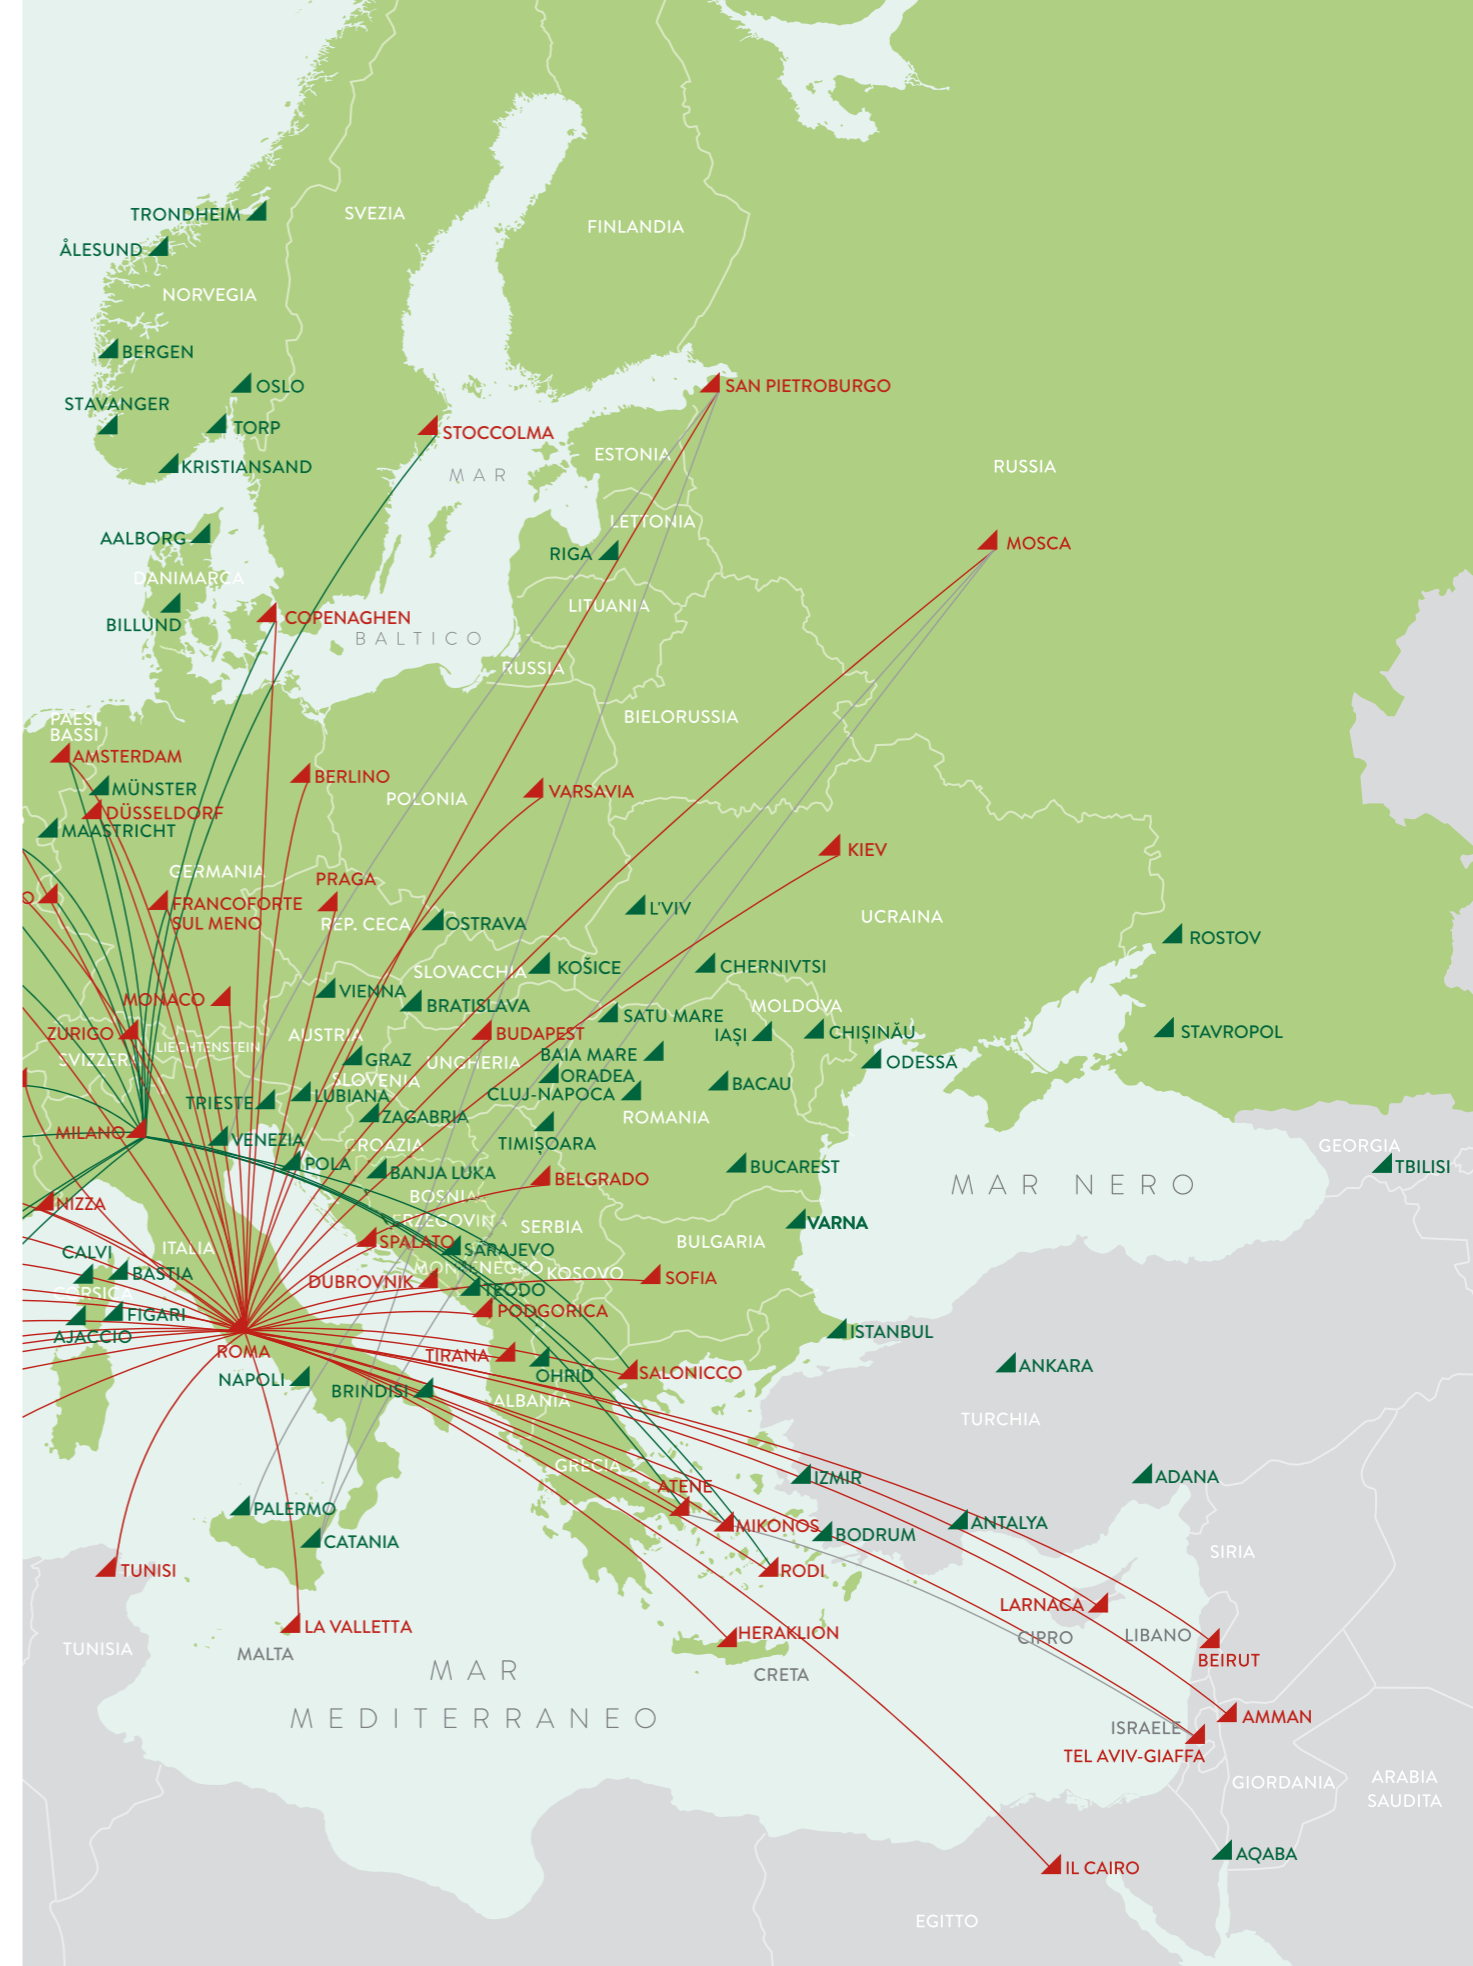 TRONDHEIM
SVEZIA
FINLANDIA
ÅLESUND
NORVEGIA
BERGEN
OSLO
SAN PIETROBURGO
STAVANGER
TORP
STOCCOLMA
ESTONIA
KRISTIANSAND
MAR
RUSSIA
LETTONIA
AALBORG
RIGA
MOSCA
DANIMARCA
LITUANIA
BILLUND
COPENAGHEN
BALTICO
RUSSIA
PAESI
BASSI
BIELORUSSIA
AMSTERDAM
BERLINO
MÜNSTER
POLONIA
VARSAVIA
DÜSSELDORF
MAASTRICHT
KIEV
GERMANIA
PRAGA
O
FRANCOFORTE
SUL MENO
REP. CECA
OSTRAVA
L'VIV
UCRAINA
ROSTOV
SLOVACCHIA
KOŠICE
CHERNIVTSI
MONACO
VIENNA
BRATISLAVA
SATU MARE
MOLDOVA
ZURIGO
LIECHTENSTEIN
AUSTRIA
BUDAPEST
IAȘI
CHIȘINĂU
STAVROPOL
SVIZZERA
GRAZ
UNGHERIA
BAIA MARE
ODESSA
SLOVENIA
ORADEA
BACAU
TRIESTE
LUBIANA
CLUJ-NAPOCA
ZAGABRIA
ROMANIA
MILANO
VENEZIA
CROAZIA
TIMIȘOARA
GEORGIA
POLA
BANJA LUKA
BELGRADO
BUCAREST
TBILISI
MAR NERO
NIZZA
BOSNIA
ERZEGOVINA
SERBIA
VARNA
CALVI
ITALIA
SPALATO
SARAJEVO
BULGARIA
BASTIA
MONTENEGRO
KOSOVO
SOFIA
CORSICA
DUBROVNIK
TEODO
FIGARI
PODGORICA
AJACCIO
ISTANBUL
ROMA
TIRANA
OHRID
SALONICCO
ANKARA
NAPOLI
BRINDISI
ALBANIA
TURCHIA
GRECIA
IZMIR
ADANA
ATENE
PALERMO
MIKONOS
BODRUM
ANTALYA
CATANIA
SIRIA
TUNISI
RODI
LARNACA
LA VALLETTA
HERAKLION
CIPRO
LIBANO
TUNISIA
MALTA
BEIRUT
MAR
CRETA
MEDITERRANEO
AMMAN
ISRAELE
TEL AVIV-GIAFFA
GIORDANIA
ARABIA
SAUDITA
AQABA
IL CAIRO
EGITTO